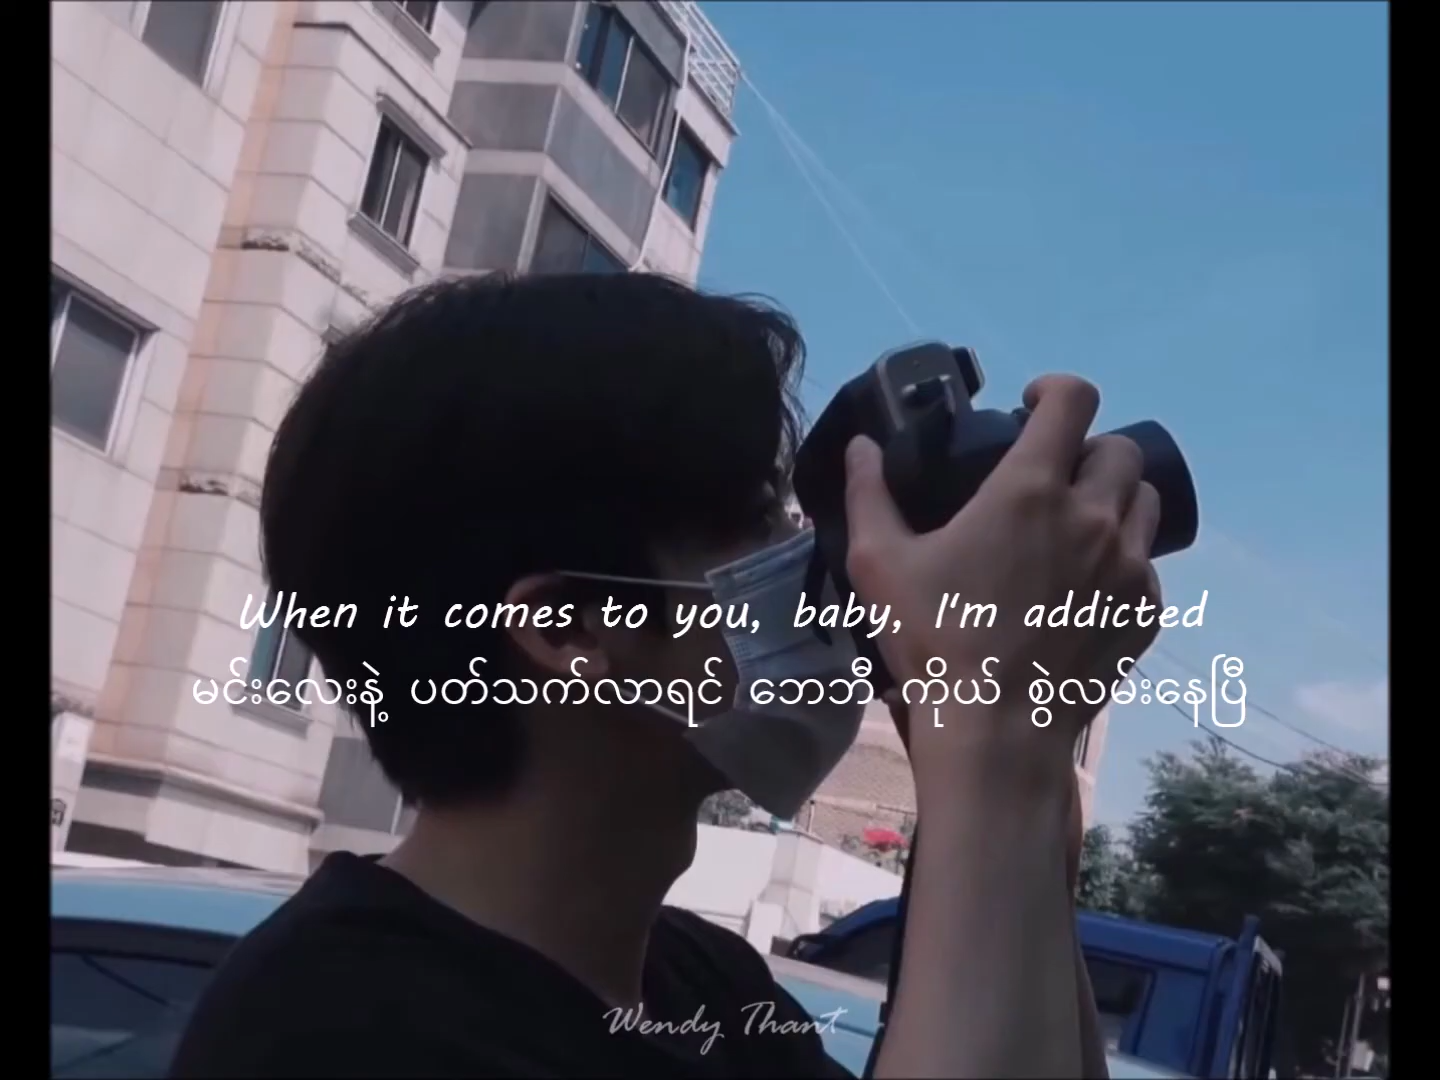 When it comes to you, baby, I'm addicted
မင်းလေးနဲ့ ပတ်သက်လာရင် ဘေဘီ ကိုယ် စွဲလမ်းနေပြီ
Wendy Thant